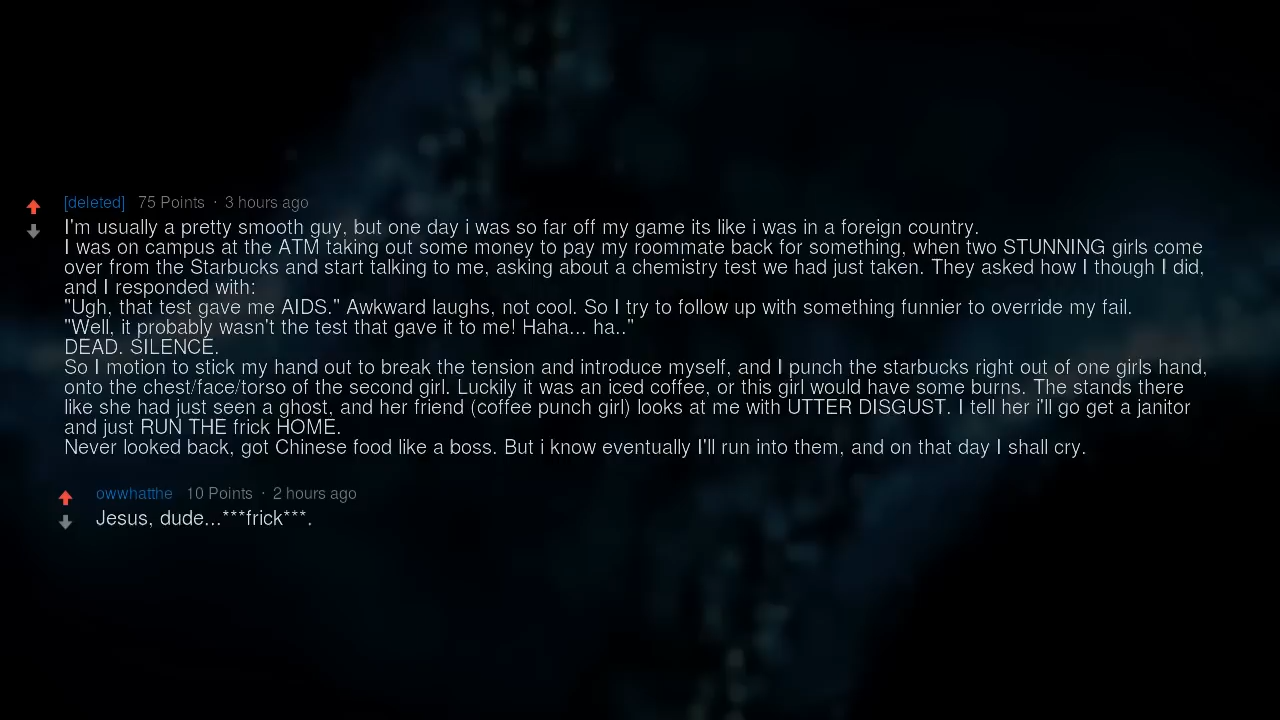 [deleted] 75 Points · 3 hours ago
I'm usually a pretty smooth guy, but one day i was so far off my game its like i was in a foreign country.
I was on campus at the ATM taking out some money to pay my roommate back for something, when two STUNNING girls come
over from the Starbucks and start talking to me, asking about a chemistry test we had just taken. They asked how I though I did,
and I responded with:
"Ugh, that test gave me AIDS." Awkward laughs, not cool. So I try to follow up with something funnier to override my fail.
"Well, it probably wasn't the test that gave it to me! Haha... ha.."
DEAD. SILENCE.
So I motion to stick my hand out to break the tension and introduce myself, and I punch the starbucks right out of one girls hand,
onto the chest/face/torso of the second girl. Luckily it was an iced coffee, or this girl would have some burns. The stands there
like she had just seen a ghost, and her friend (coffee punch girl) looks at me with UTTER DISGUST. I tell her i'll go get a janitor
and just RUN THE frick HOME.
Never looked back, got Chinese food like a boss. But i know eventually I'll run into them, and on that day I shall cry.
owwhatthe 10 Points · 2 hours ago
Jesus, dude...***frick***.